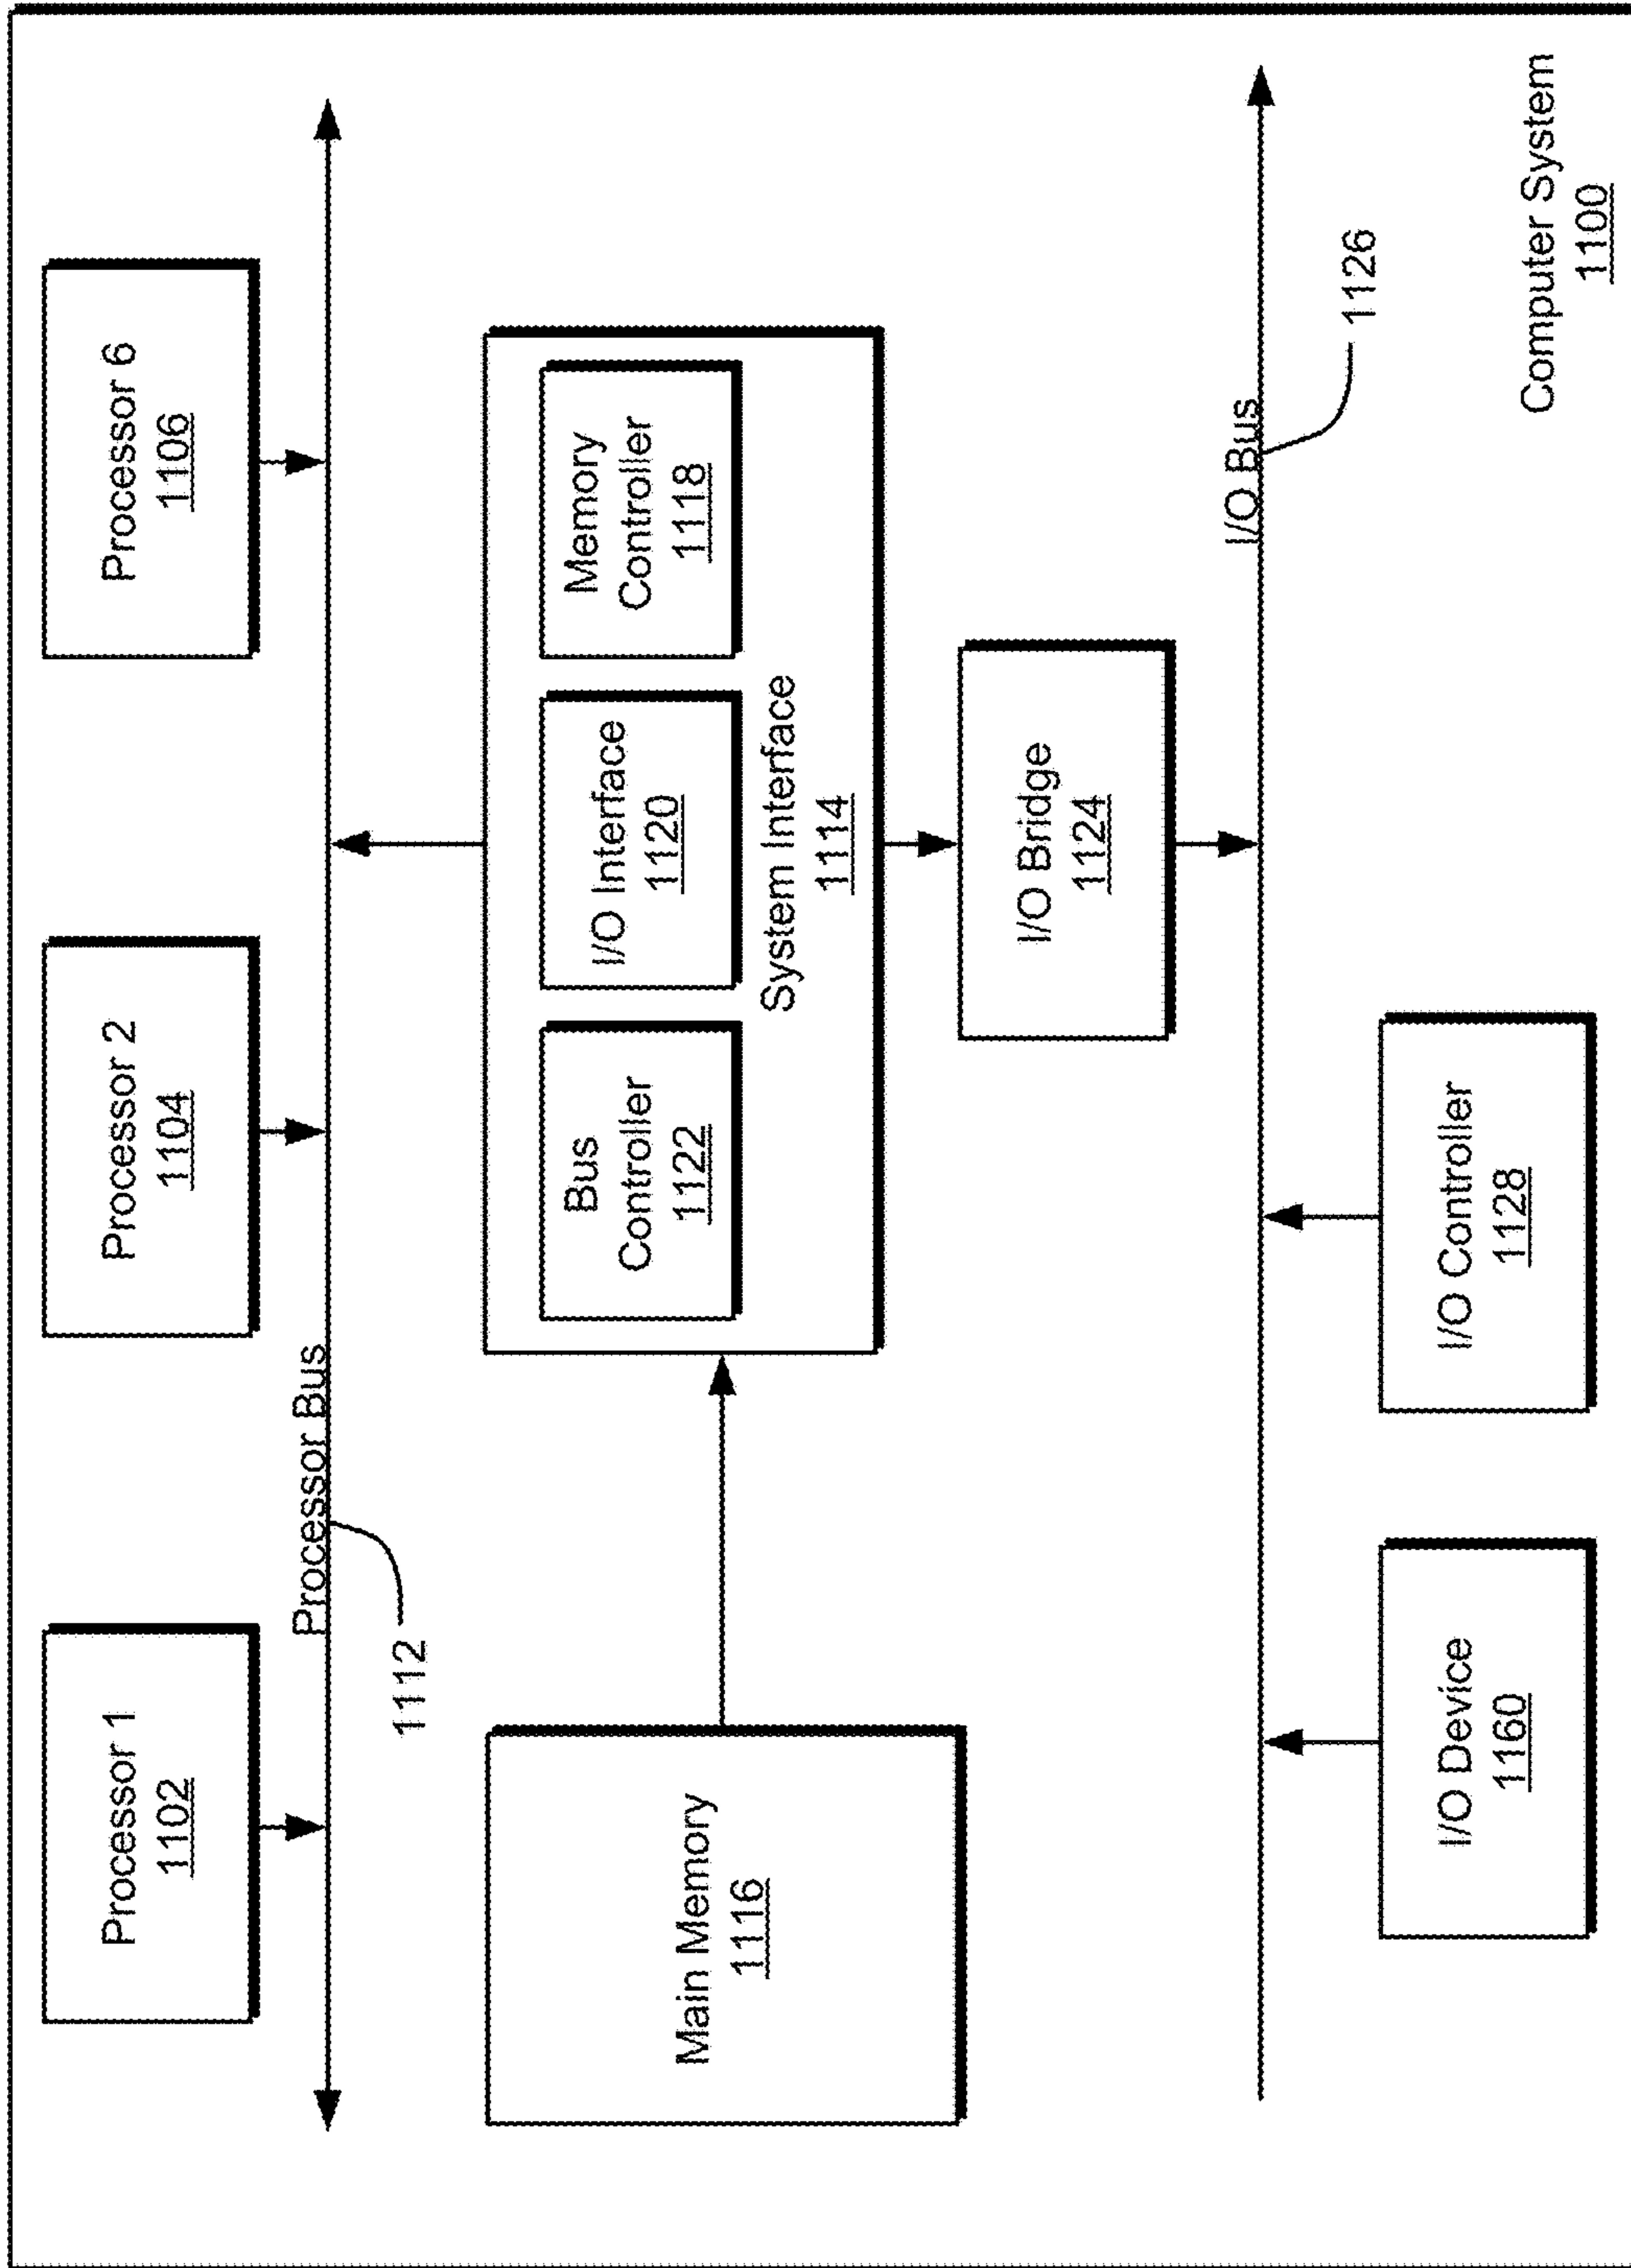 Processor 1
1102
Processor 2
1104
Processor 6
1106
Processor Bus
1112
Main Memory
1116
Bus
Controller
1122
I/O Interface
1120
Memory
Controller
1118
System Interface
1114
I/O Bridge
1124
I/O Bus
1126
I/O Device
1160
I/O Controller
1128
Computer System
1100